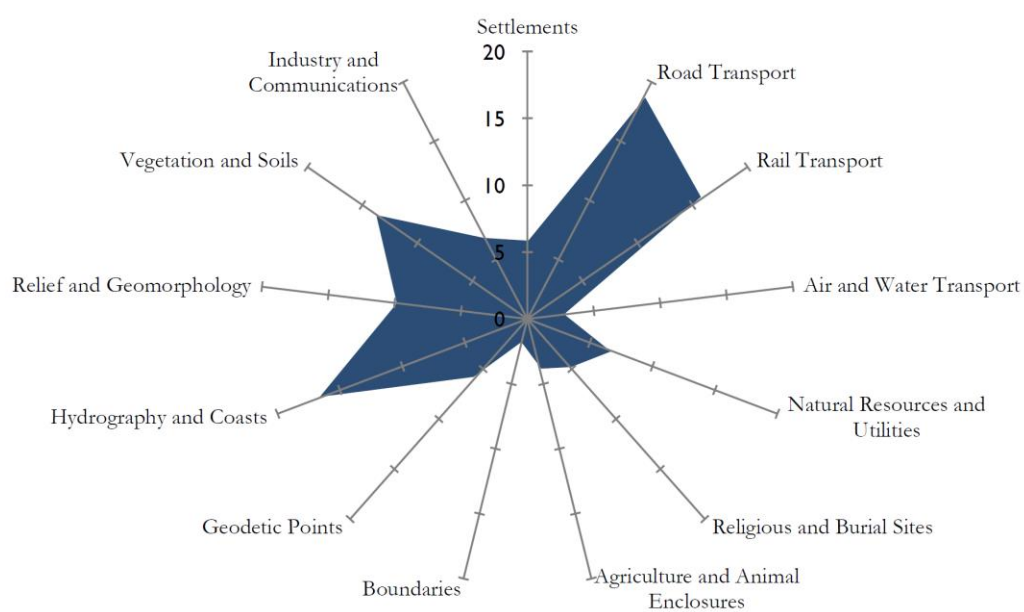 Settlements
20
Industry and
Communications
Road Transport
15
Vegetation and Soils
Rail Transport
10
5
Relief and Geomorphology
Air and Water Transport
0
Hydrography and Coasts
Natural Resources and
Utilities
Geodetic Points
Religious and Burial Sites
Boundaries
Agriculture and Animal
Enclosures